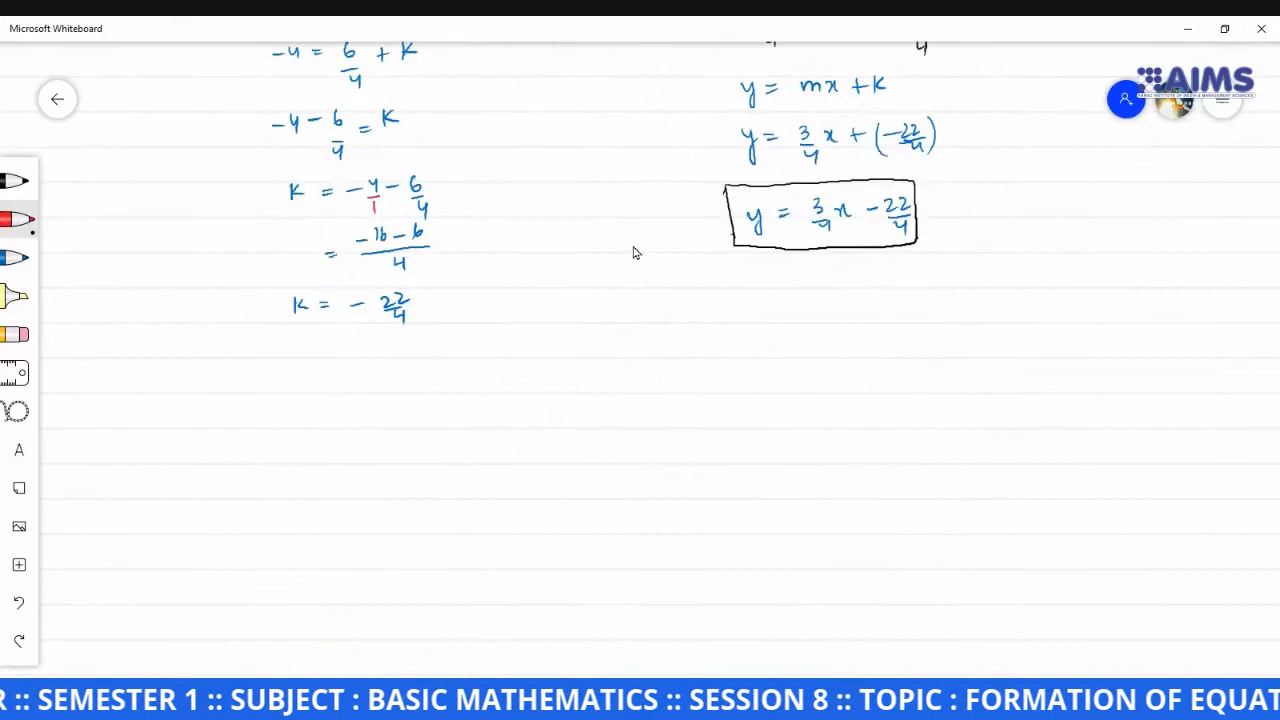 Microsoft Whiteboard
-4 = 6/4 + K
-4 - 6/4 = K
K = -4/1 - 6/4
= -16-6/4
K = - 22/4
4
y = mx + K
y = 3/4 x + (-22/4)
y = 3/4 x - 22/4
AIMS
A
R :: SEMESTER 1 :: SUBJECT : BASIC MATHEMATICS :: SESSION 8 :: TOPIC : FORMATION OF EQUAT